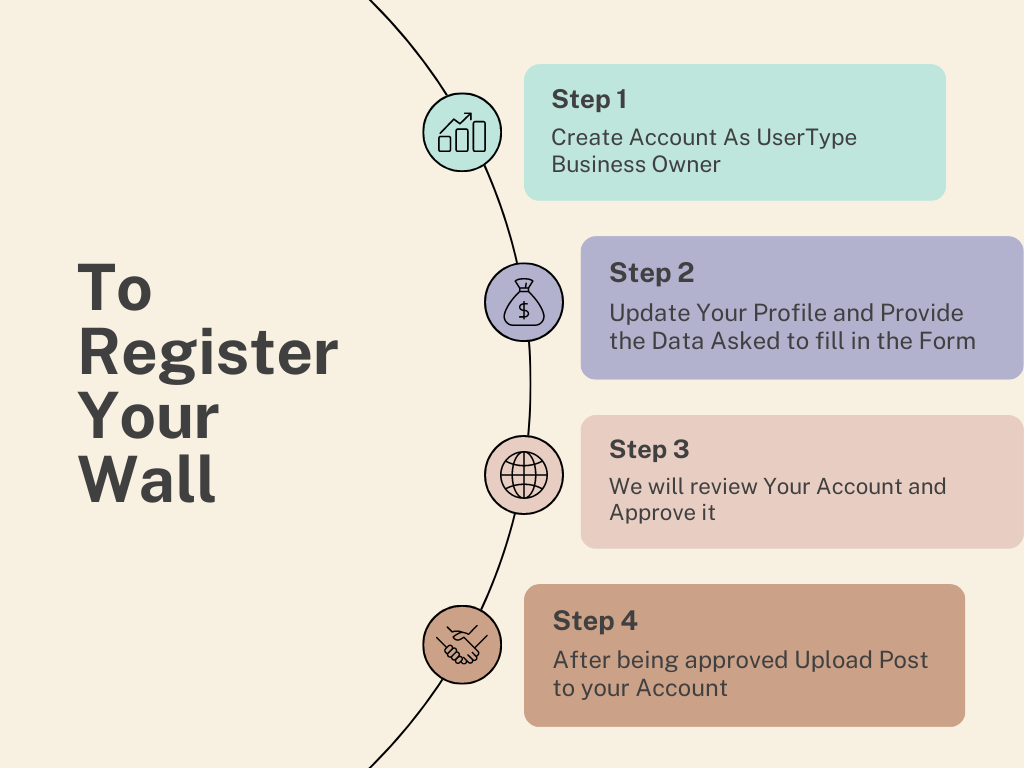 To
Register
Your
Wall
Step 1
Create Account As UserType
Business Owner
Step 2
Update Your Profile and Provide
the Data Asked to fill in the Form
Step 3
We will review Your Account and
Approve it
Step 4
After being approved Upload Post
to your Account
$